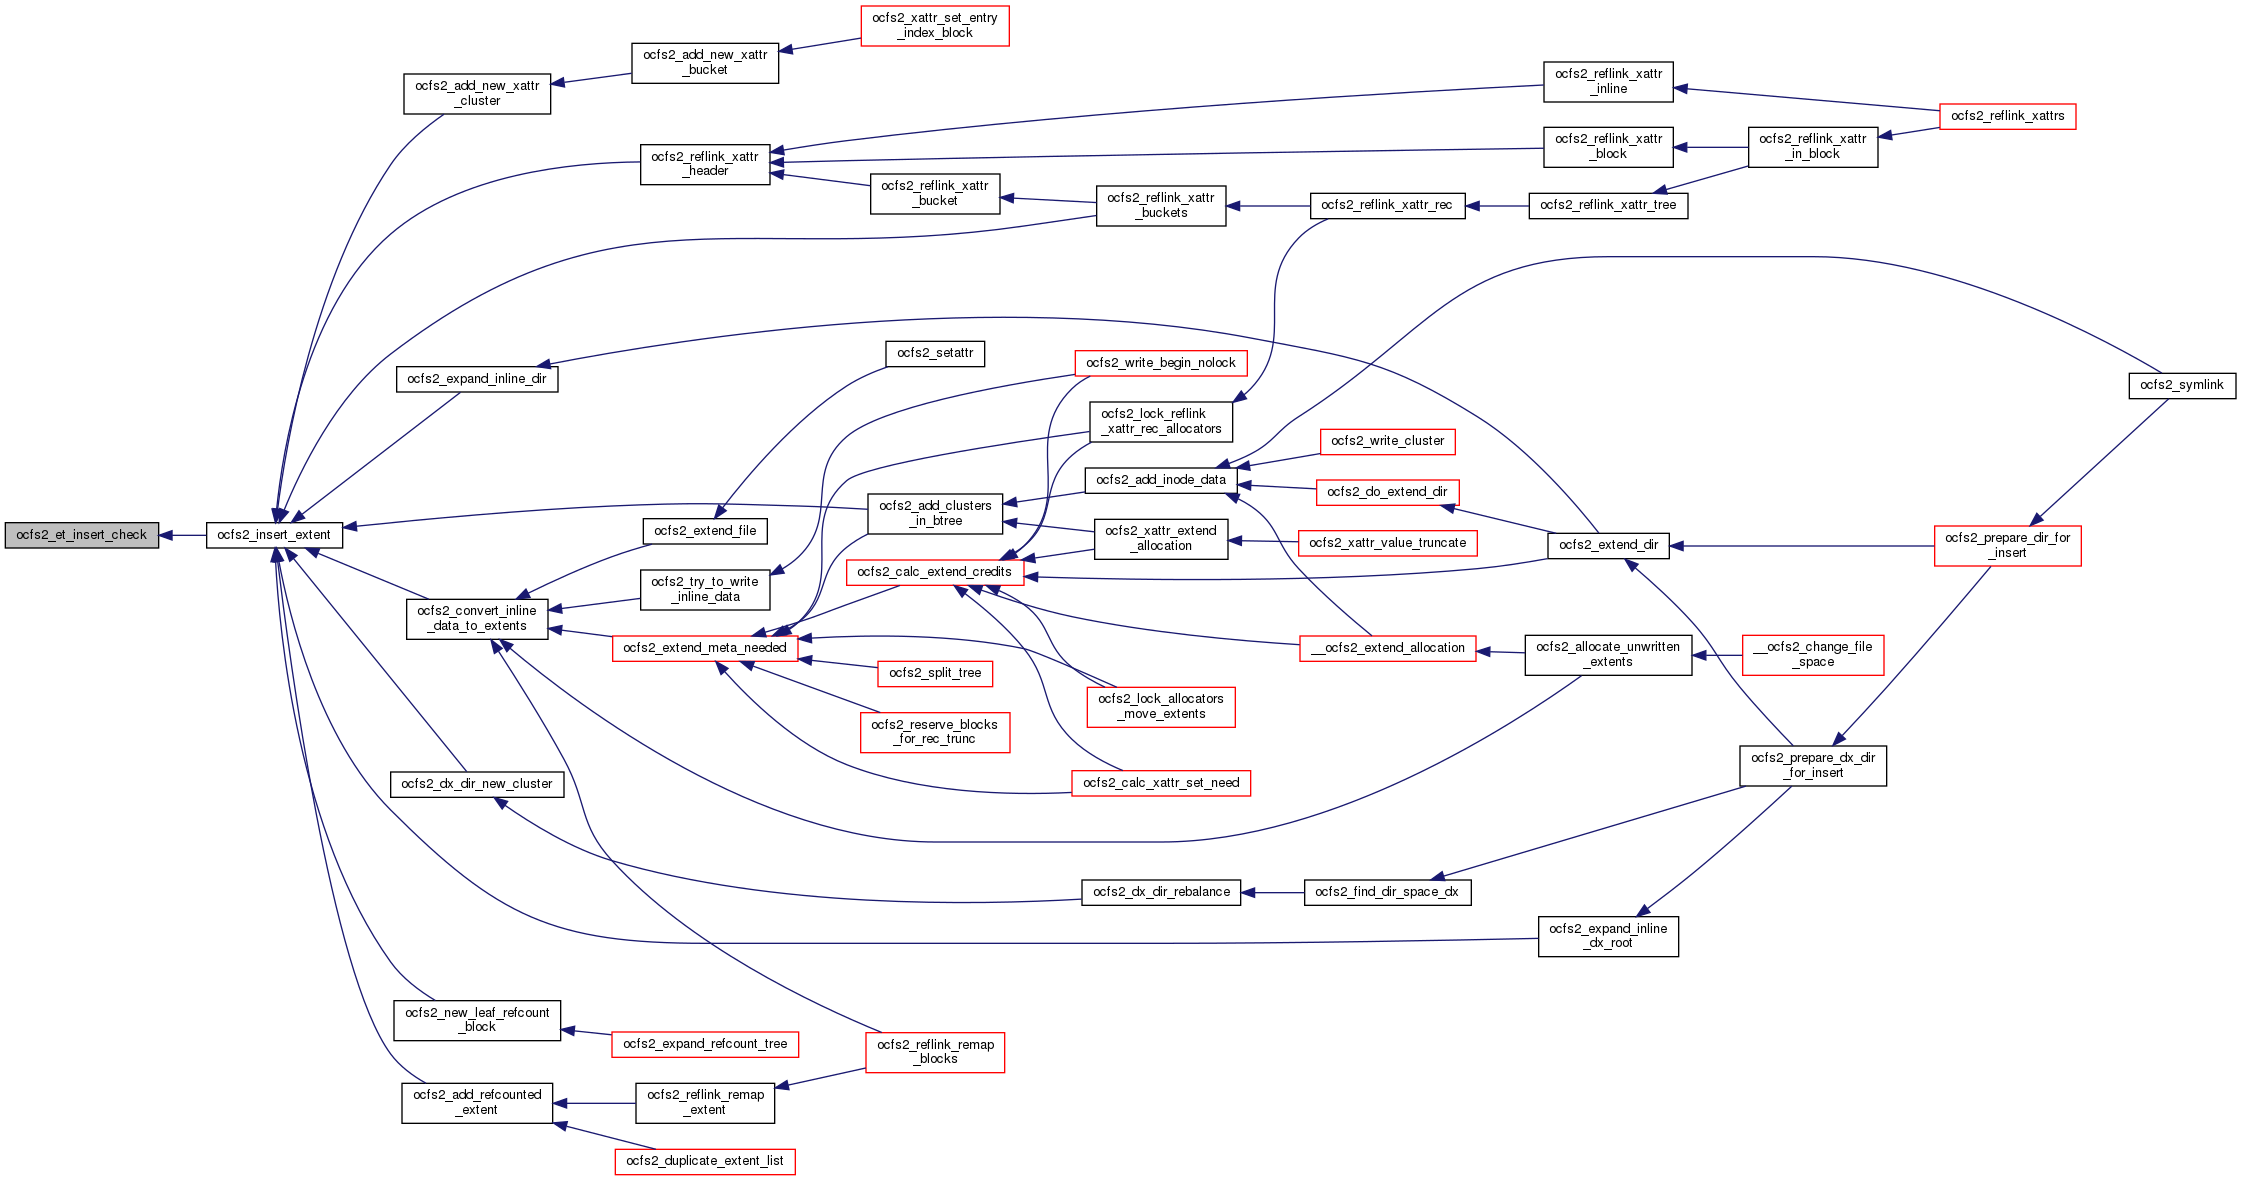 ocfs2_xattr_set_entry
_index_block
ocfs2_add_new_xattr
_bucket
ocfs2_add_new_xattr
_cluster
ocfs2_reflink_xattr
_inline
ocfs2_reflink_xattrs
ocfs2_reflink_xattr
_block
ocfs2_reflink_xattr
_in_block
ocfs2_reflink_xattr
_header
ocfs2_reflink_xattr
_bucket
ocfs2_reflink_xattr
_buckets
ocfs2_reflink_xattr_rec
ocfs2_reflink_xattr_tree
ocfs2_setattr
ocfs2_write_begin_nolock
ocfs2_expand_inline_dir
ocfs2_symlink
ocfs2_lock_reflink
_xattr_rec_allocators
ocfs2_write_cluster
ocfs2_add_inode_data
ocfs2_do_extend_dir
ocfs2_add_clusters
_in_btree
ocfs2_et_insert_check
ocfs2_insert_extent
ocfs2_extend_file
ocfs2_xattr_extend
_allocation
ocfs2_xattr_value_truncate
ocfs2_extend_dir
ocfs2_prepare_dir_for
_insert
ocfs2_calc_extend_credits
ocfs2_try_to_write
_inline_data
ocfs2_convert_inline
_data_to_extents
ocfs2_extend_meta_needed
__ocfs2_extend_allocation
ocfs2_allocate_unwritten
_extents
__ocfs2_change_file
_space
ocfs2_split_tree
ocfs2_lock_allocators
_move_extents
ocfs2_reserve_blocks
_for_rec_trunc
ocfs2_prepare_dx_dir
_for_insert
ocfs2_dx_dir_new_cluster
ocfs2_calc_xattr_set_need
ocfs2_dx_dir_rebalance
ocfs2_find_dir_space_dx
ocfs2_expand_inline
_dx_root
ocfs2_new_leaf_refcount
_block
ocfs2_expand_refcount_tree
ocfs2_reflink_remap
_blocks
ocfs2_add_refcounted
_extent
ocfs2_reflink_remap
_extent
ocfs2_duplicate_extent_list